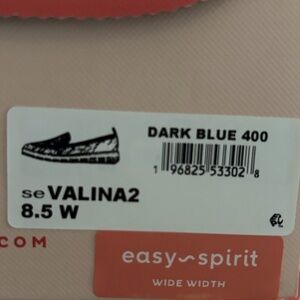 DARK BLUE 400
1 96825 53302 8
seVALINA2
8.5 W
.COM
easy~spirit
WIDE WIDTH